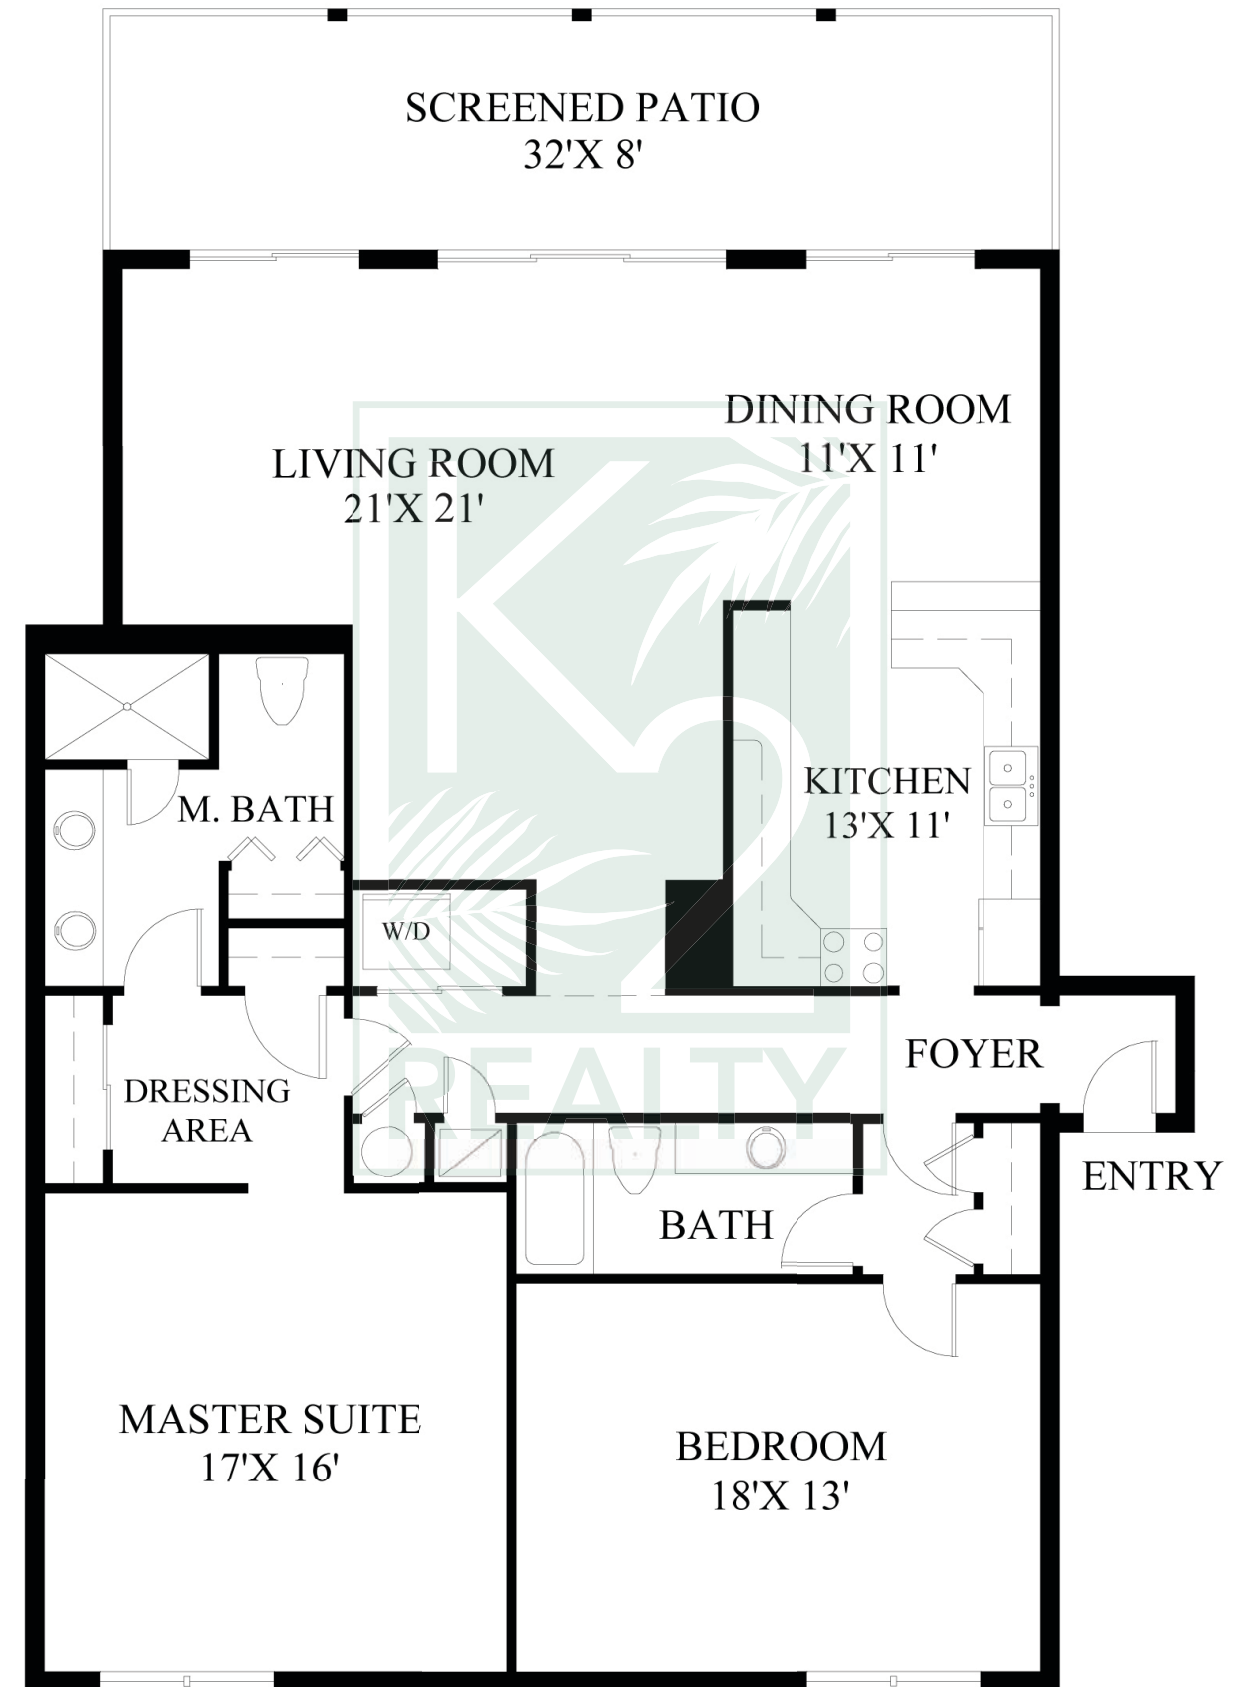 SCREENED PATIO
32'X 8'
DINING ROOM
11'X 11'
LIVING ROOM
21'X 21'
K2
KITCHEN
13'X 11'
M. BATH
W/D
REALTY
FOYER
DRESSING
AREA
ENTRY
BATH
MASTER SUITE
17'X 16'
BEDROOM
18'X 13'